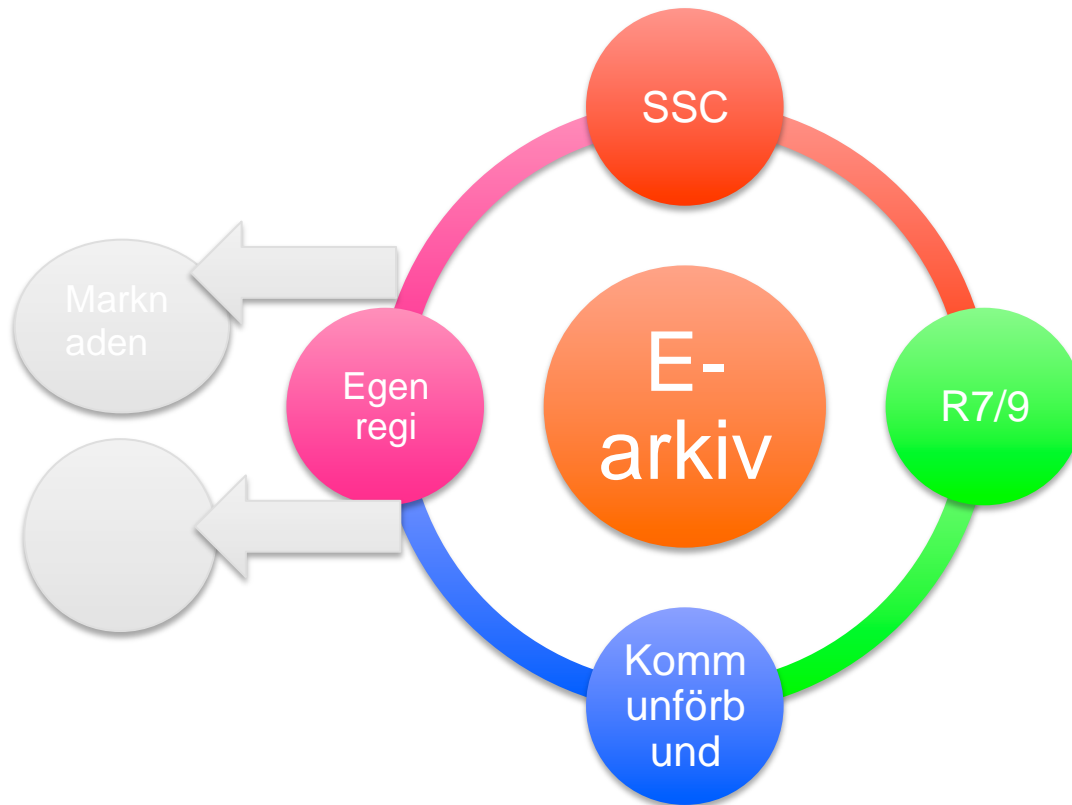 SSC
Markn
aden
Egen
regi
E-
arkiv
R7/9
Komm
unförb
und